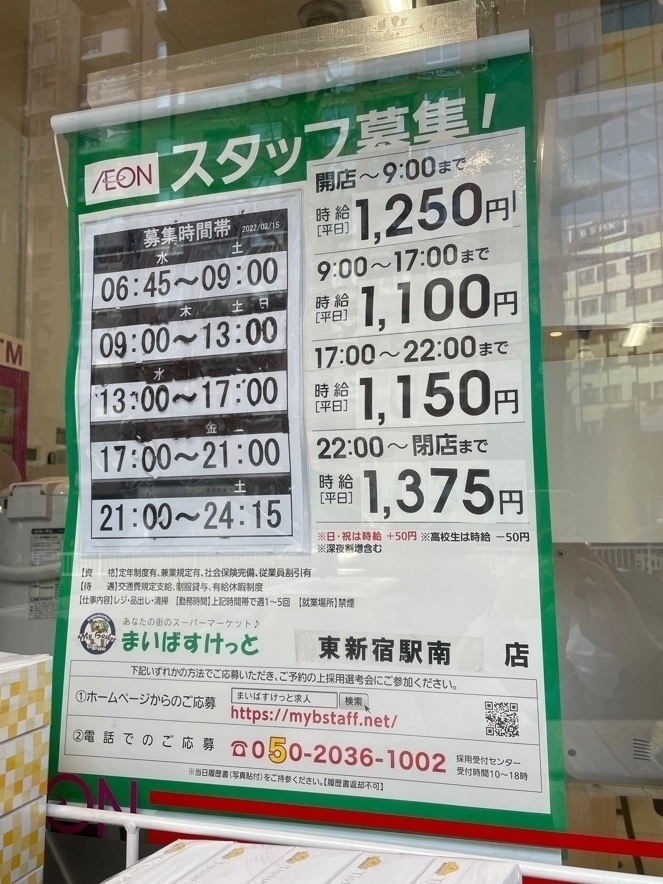 AEON スタッフ募集!
募集時間帯 2022/03/15
水 土
06:45～09:00
木 土 日
09:00～13:00
水
13:00～17:00
金 土
17:00～21:00
土
21:00～24:15
開店～9:00まで
時給[平日] 1,250円
9:00～17:00まで
時給[平日] 1,100円
17:00～22:00まで
時給[平日] 1,150円
22:00～閉店まで
時給[平日] 1,375円
※日・祝は時給 +50円 ※高校生は時給 −50円
※深夜割増含む
【資 格】定年制度有、兼業規定有、社会保険完備、従業員割引有
【待 遇】交通費規定支給、制服貸与、有給休暇制度
【仕事内容】レジ・品出し・清掃 【勤務時間】上記時間帯で週1～5回 【就業場所】禁煙
あなたの街のスーパーマーケット♪
まいばすけっと 東新宿駅南 店
下記いずれかの方法でご応募いただき、ご予約の上採用選考会にご参加ください。
①ホームページからのご応募 まいばすけっと求人 検索
https://mybstaff.net/
②電話でのご応募 ☎050-2036-1002 採用受付センター
受付時間10～18時
※当日履歴書(写真貼付)をご持参ください。【履歴書返却不可】
TM